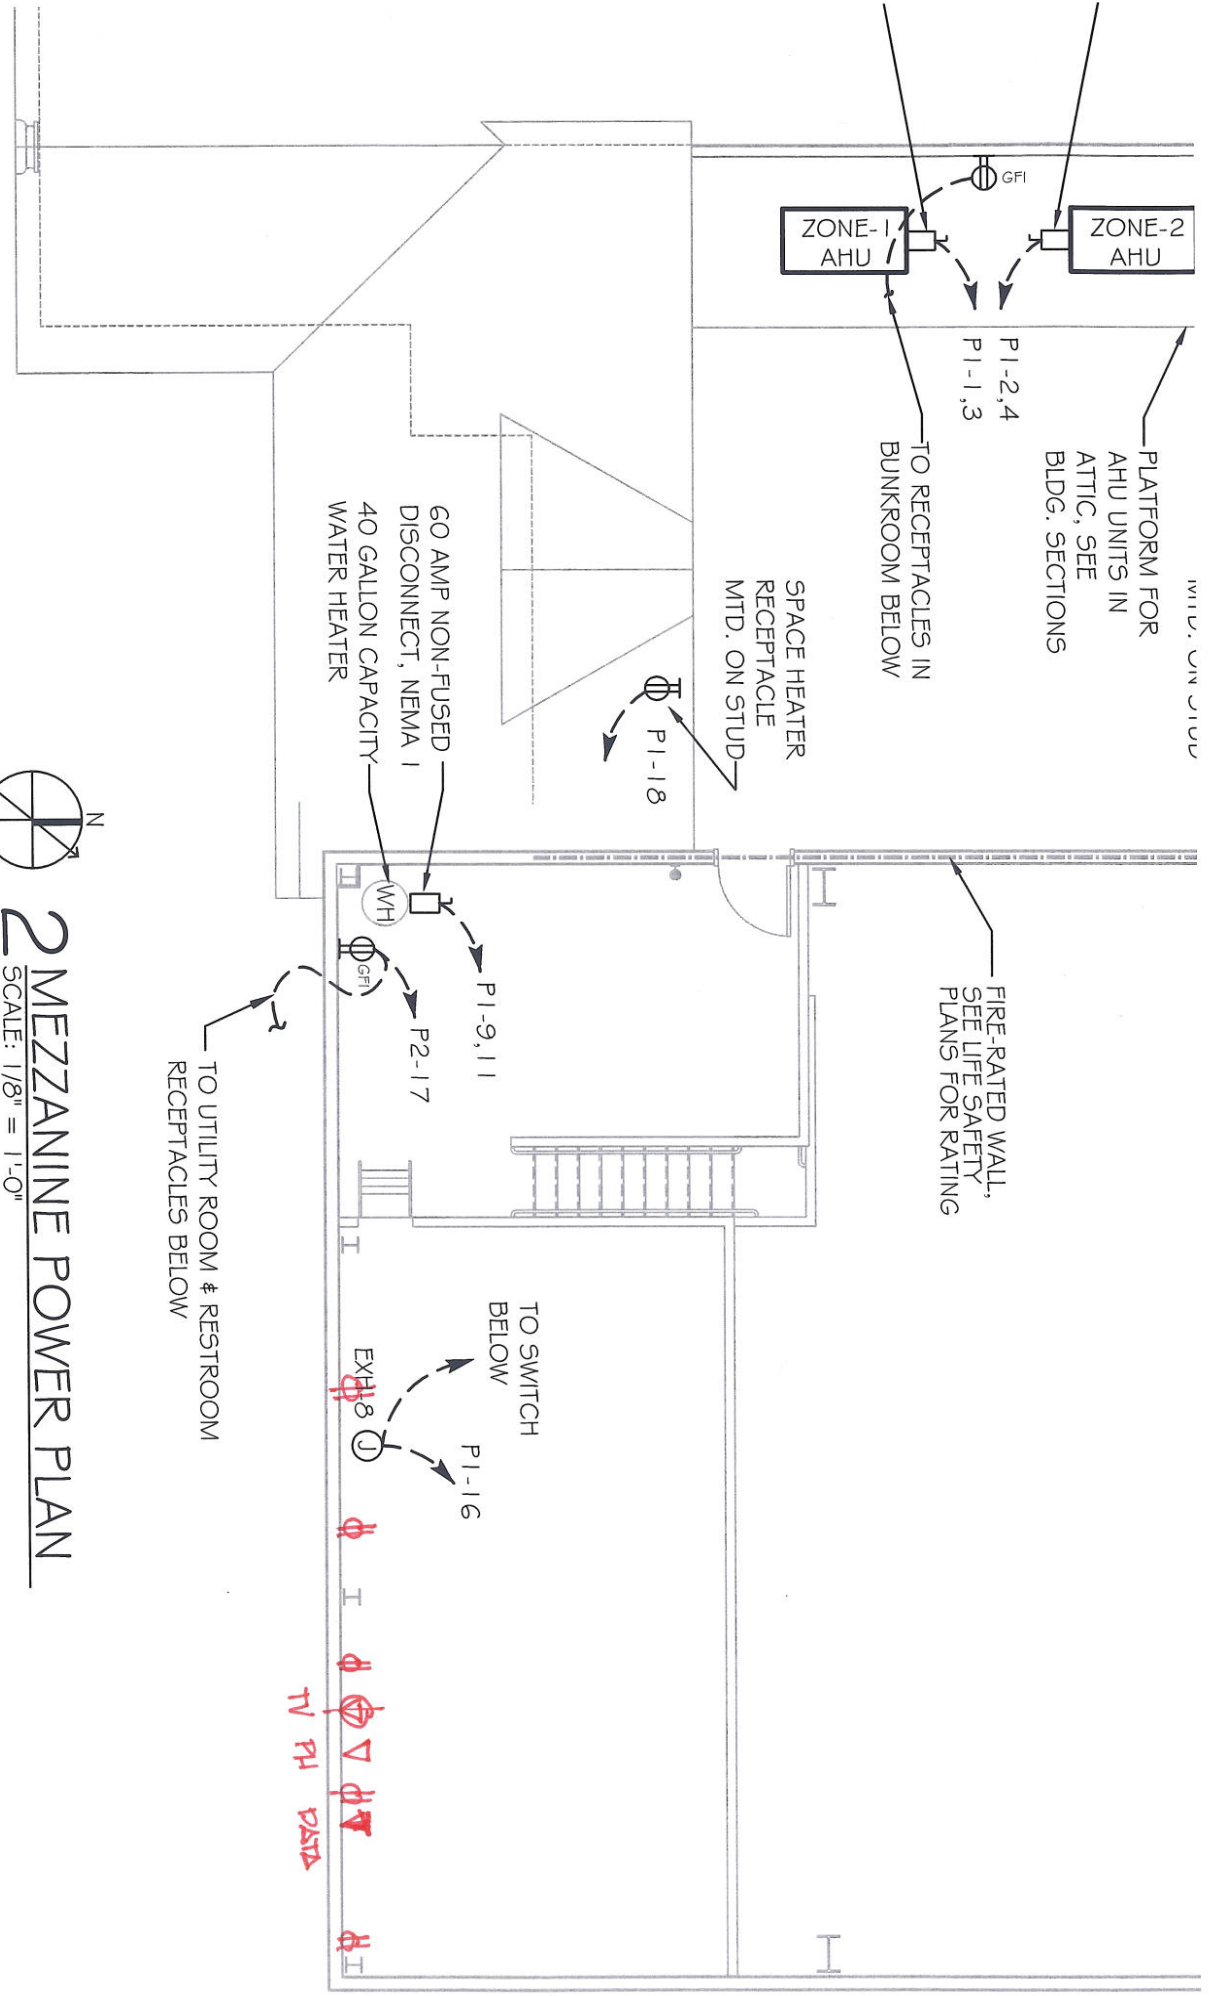 MTD. ON STUD
PLATFORM FOR
AHU UNITS IN
ATTIC, SEE
BLDG. SECTIONS
ZONE-2
AHU
GFI
ZONE-1
AHU
P1-2,4
P1-1,3
TO RECEPTACLES IN
BUNKROOM BELOW
SPACE HEATER
RECEPTACLE
MTD. ON STUD
P1-18
60 AMP NON-FUSED
DISCONNECT, NEMA 1
40 GALLON CAPACITY
WATER HEATER
FIRE-RATED WALL,
SEE LIFE SAFETY
PLANS FOR RATING
WH
GFI
P1-9,11
P2-17
TO UTILITY ROOM & RESTROOM
RECEPTACLES BELOW
TO SWITCH
BELOW
EXH-8
J
P1-16
TV
PH
DATA
N
2
MEZZANINE POWER PLAN
SCALE: 1/8" = 1'-0"